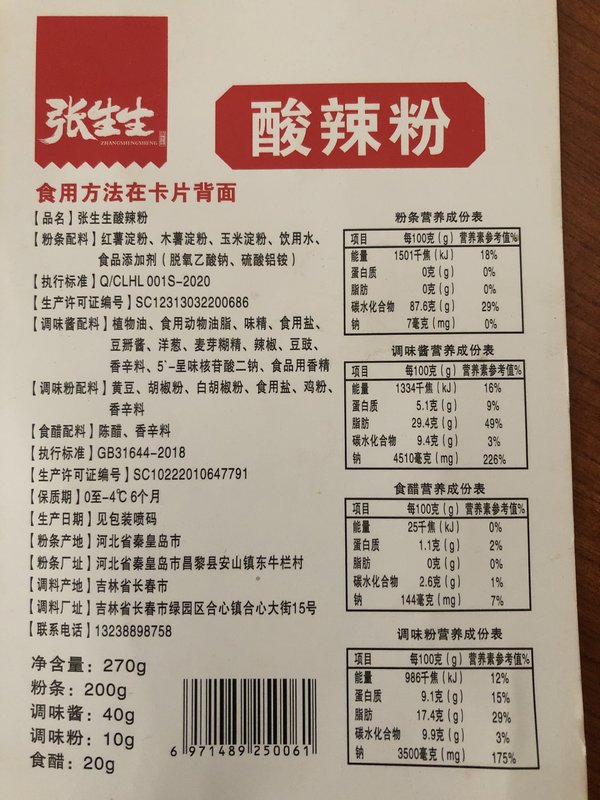 张生生
ZHANGSHENGSHENG
酸辣粉
食用方法在卡片背面
【品名】张生生酸辣粉
【粉条配料】红薯淀粉、木薯淀粉、玉米淀粉、饮用水、
食品添加剂（脱氧乙酸钠、硫酸铝铵）
【执行标准】Q/CLHL 001S-2020
【生产许可证编号】SC12313032200686
【调味酱配料】植物油、食用动物油脂、味精、食用盐、
豆瓣酱、洋葱、麦芽糊精、辣椒、豆豉、
香辛料、5`-呈味核苷酸二钠、食品用香精
【调味粉配料】黄豆、胡椒粉、白胡椒粉、食用盐、鸡粉、
香辛料
【食醋配料】陈醋、香辛料
【执行标准】GB31644-2018
【生产许可证编号】SC10222010647791
【保质期】0至-4℃ 6个月
【生产日期】见包装喷码
【粉条产地】河北省秦皇岛市
【粉条厂址】河北省秦皇岛市昌黎县安山镇东牛栏村
【调料产地】吉林省长春市
【调料厂址】吉林省长春市绿园区合心镇合心大街15号
【联系电话】13238898758
净含量：270g
粉条：200g
调味酱：40g
调味粉：10g
食醋：20g
6 971489 250061
粉条营养成份表
项目 每100克（g） 营养素参考值%
能量 1501千焦（kJ） 18%
蛋白质 0克（g） 0%
脂肪 0克（g） 0%
碳水化合物 87.6克（g） 29%
钠 7毫克（mg） 0%
调味酱营养成份表
项目 每100克（g） 营养素参考值%
能量 1334千焦（kJ） 16%
蛋白质 5.1克（g） 9%
脂肪 29.4克（g） 49%
碳水化合物 9.4克（g） 3%
钠 4510毫克（mg） 226%
食醋营养成份表
项目 每100克（g） 营养素参考值%
能量 25千焦（kJ） 0%
蛋白质 1.1克（g） 2%
脂肪 0克（g） 0%
碳水化合物 2.6克（g） 1%
钠 144毫克（mg） 7%
调味粉营养成份表
项目 每100克（g） 营养素参考值%
能量 986千焦（kJ） 12%
蛋白质 9.1克（g） 15%
脂肪 17.4克（g） 29%
碳水化合物 9.9克（g） 3%
钠 3500毫克（mg） 175%